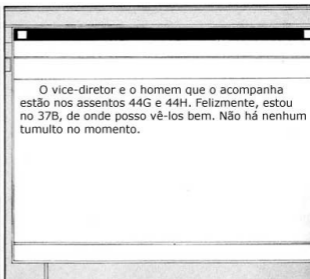 O vice-diretor e o homem que o acompanha
estão nos assentos 44G e 44H. Felizmente, estou
no 37B, de onde posso vê-los bem. Não há nenhum
tumulto no momento.